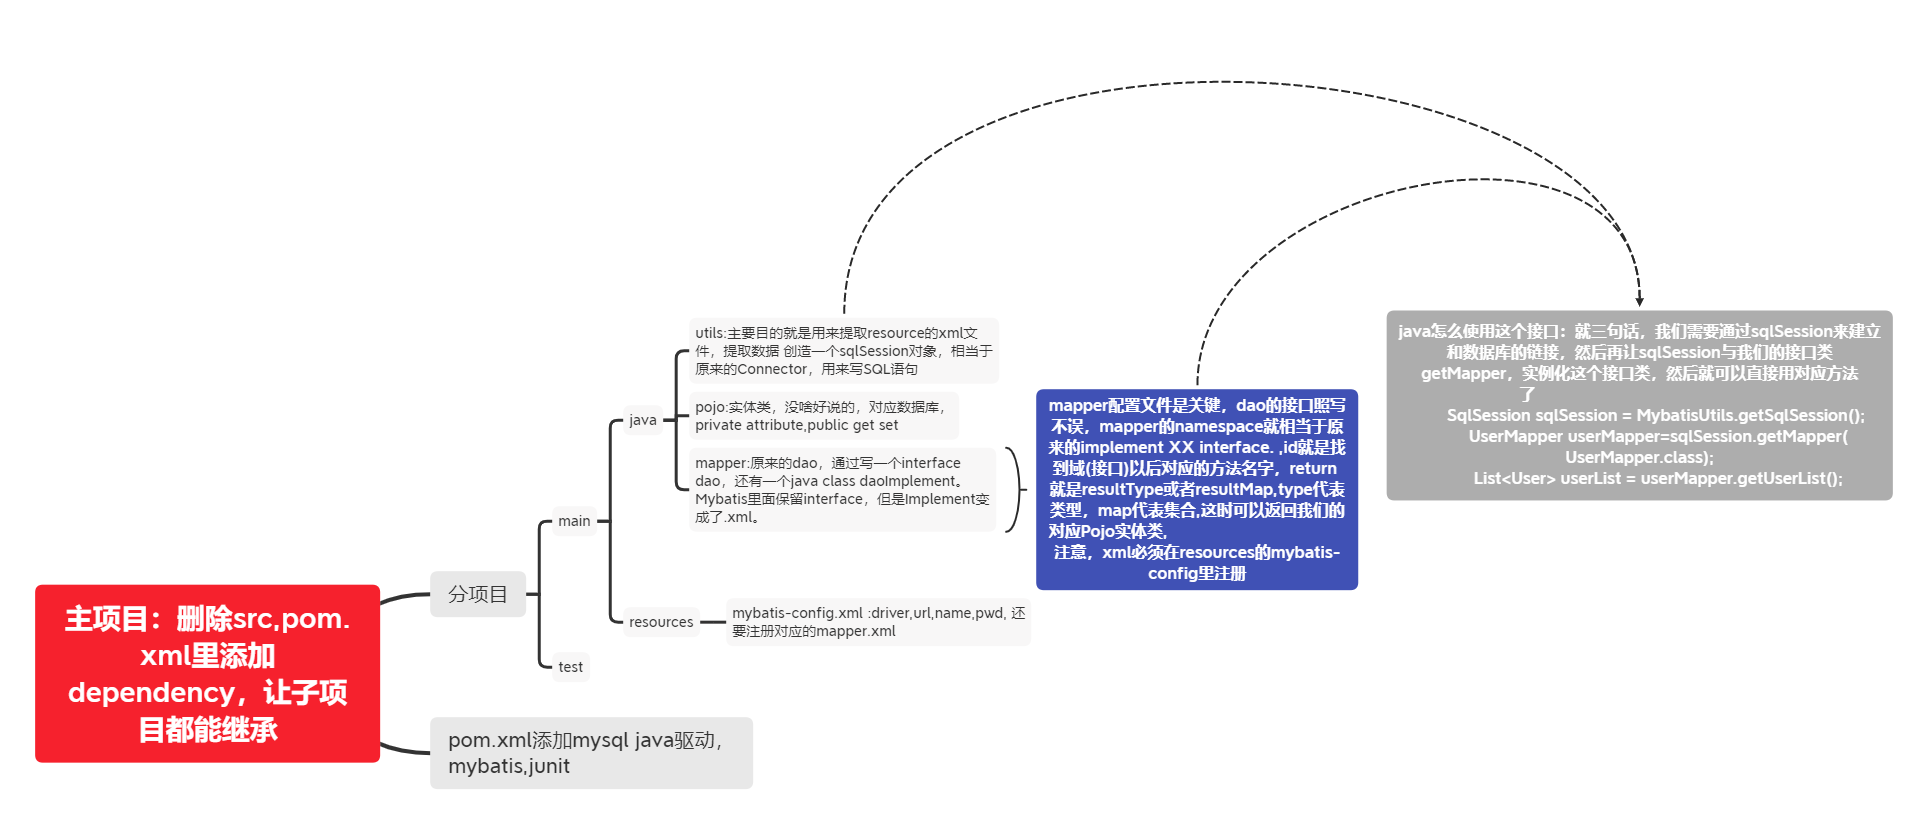 主项目：删除src,pom.
xml里添加
dependency，让子项
目都能继承
分项目
main
java
utils:主要目的就是用来提取resource的xml文
件，提取数据 创造一个sqlSession对象，相当于
原来的Connector，用来写SQL语句
pojo:实体类，没啥好说的，对应数据库，
private attribute,public get set
mapper:原来的dao，通过写一个interface
dao，还有一个java class daoImplement。
Mybatis里面保留interface，但是Implement变
成了.xml。
mapper配置文件是关键，dao的接口照写
不误，mapper的namespace就相当于原
来的implement XX interface. ,id就是找
到域(接口)以后对应的方法名字，return
就是resultType或者resultMap,type代表
类型，map代表集合,这时可以返回我们的
对应Pojo实体类,
注意，xml必须在resources的mybatis-
config里注册
java怎么使用这个接口：就三句话，我们需要通过sqlSession来建立
和数据库的链接，然后再让sqlSession与我们的接口类
getMapper，实例化这个接口类，然后就可以直接用对应方法
了
SqlSession sqlSession = MybatisUtils.getSqlSession();
UserMapper userMapper=sqlSession.getMapper(
UserMapper.class);
List<User> userList = userMapper.getUserList();
resources
mybatis-config.xml :driver,url,name,pwd, 还
要注册对应的mapper.xml
test
pom.xml添加mysql java驱动，
mybatis,junit